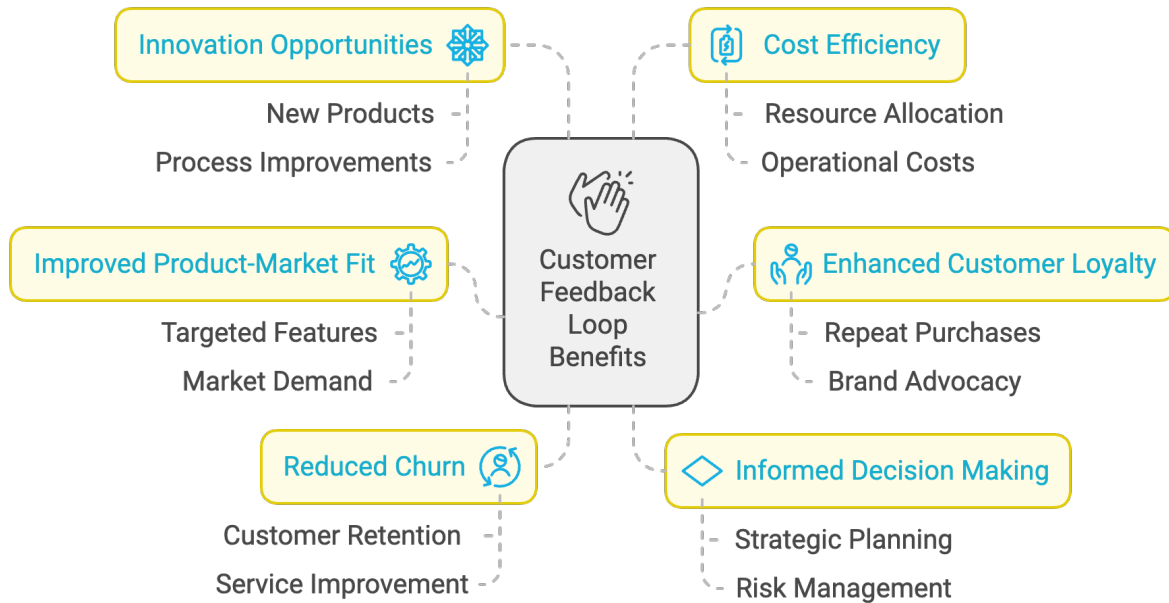 Innovation Opportunities
New Products
Process Improvements
Cost Efficiency
Resource Allocation
Operational Costs
Customer
Feedback
Loop
Benefits
Improved Product-Market Fit
Targeted Features
Market Demand
Enhanced Customer Loyalty
Repeat Purchases
Brand Advocacy
Reduced Churn
Customer Retention
Service Improvement
Informed Decision Making
Strategic Planning
Risk Management